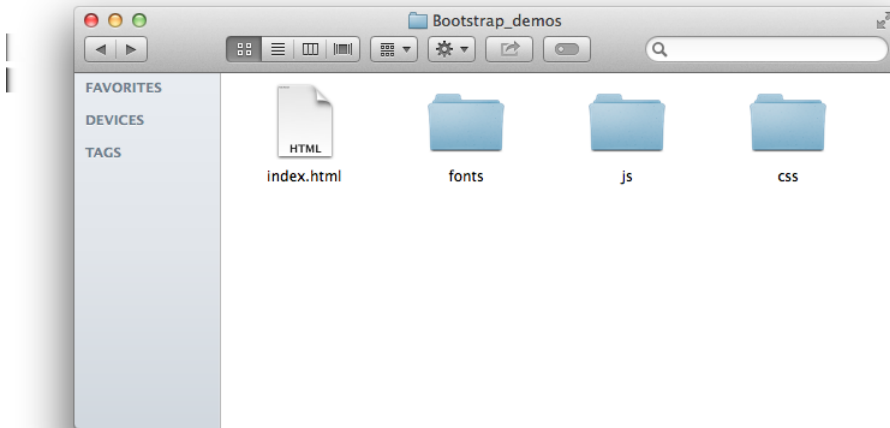 Bootstrap_demos
FAVORITES
DEVICES
TAGS
HTML
index.html
fonts
js
css